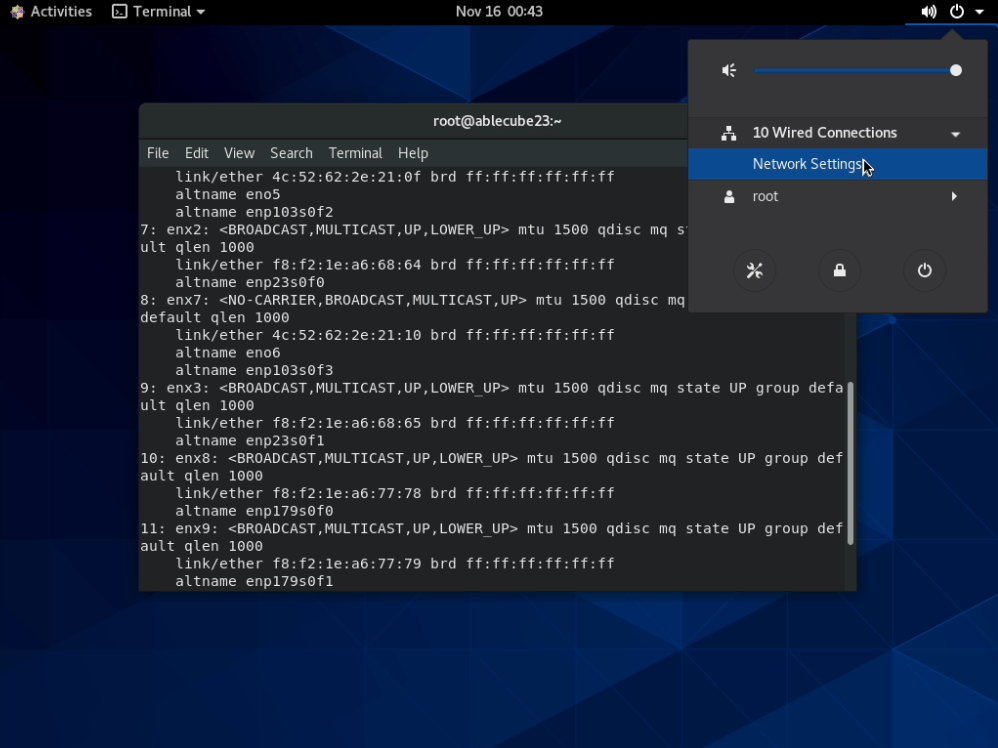 Activities Terminal Nov 16 00:43
10 Wired Connections
Network Settings
root
root@ablecube23:~
File Edit View Search Terminal Help
link/ether 4c:52:62:2e:21:0f brd ff:ff:ff:ff:ff:ff
altname eno5
altname enp103s0f2
7: enx2: <BROADCAST,MULTICAST,UP,LOWER_UP> mtu 1500 qdisc mq
ult qlen 1000
link/ether f8:f2:1e:a6:68:64 brd ff:ff:ff:ff:ff:ff
altname enp23s0f0
8: enx7: <NO-CARRIER,BROADCAST,MULTICAST,UP> mtu 1500 qdisc mq
default qlen 1000
link/ether 4c:52:62:2e:21:10 brd ff:ff:ff:ff:ff:ff
altname eno6
altname enp103s0f3
9: enx3: <BROADCAST,MULTICAST,UP,LOWER_UP> mtu 1500 qdisc mq state UP group defa
ult qlen 1000
link/ether f8:f2:1e:a6:68:65 brd ff:ff:ff:ff:ff:ff
altname enp23s0f1
10: enx8: <BROADCAST,MULTICAST,UP,LOWER_UP> mtu 1500 qdisc mq state UP group def
ault qlen 1000
link/ether f8:f2:1e:a6:77:78 brd ff:ff:ff:ff:ff:ff
altname enp179s0f0
11: enx9: <BROADCAST,MULTICAST,UP,LOWER_UP> mtu 1500 qdisc mq state UP group def
ault qlen 1000
link/ether f8:f2:1e:a6:77:79 brd ff:ff:ff:ff:ff:ff
altname enp179s0f1